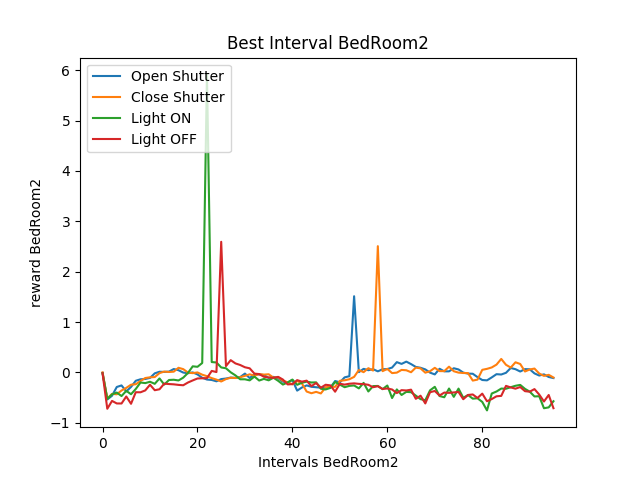 Best Interval BedRoom2
Open Shutter
Close Shutter
Light ON
Light OFF
6
5
4
3
2
1
0
−1
reward BedRoom2
0 20 40 60 80
Intervals BedRoom2